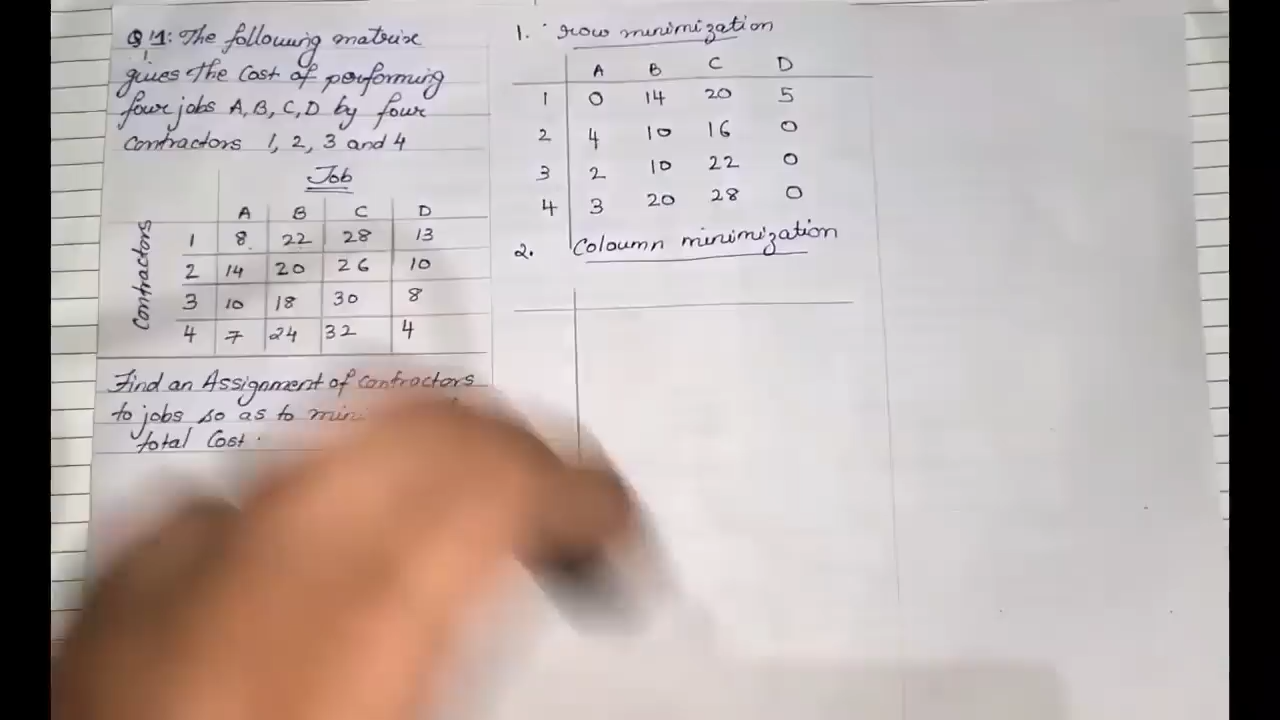 Q 1: The following matrix
gives the cost of performing
four jobs A, B, C, D by four
contractors 1, 2, 3 and 4
Job
A B C D
Contractors
1 8 22 28 13
2 14 20 26 10
3 10 18 30 8
4 7 24 32 4
Find an Assignment of contractors
to jobs so as to
total cost.
1. row minimization
A B C D
1 0 14 20 5
2 4 10 16 0
3 2 10 22 0
4 3 20 28 0
2. Coloumn minimization